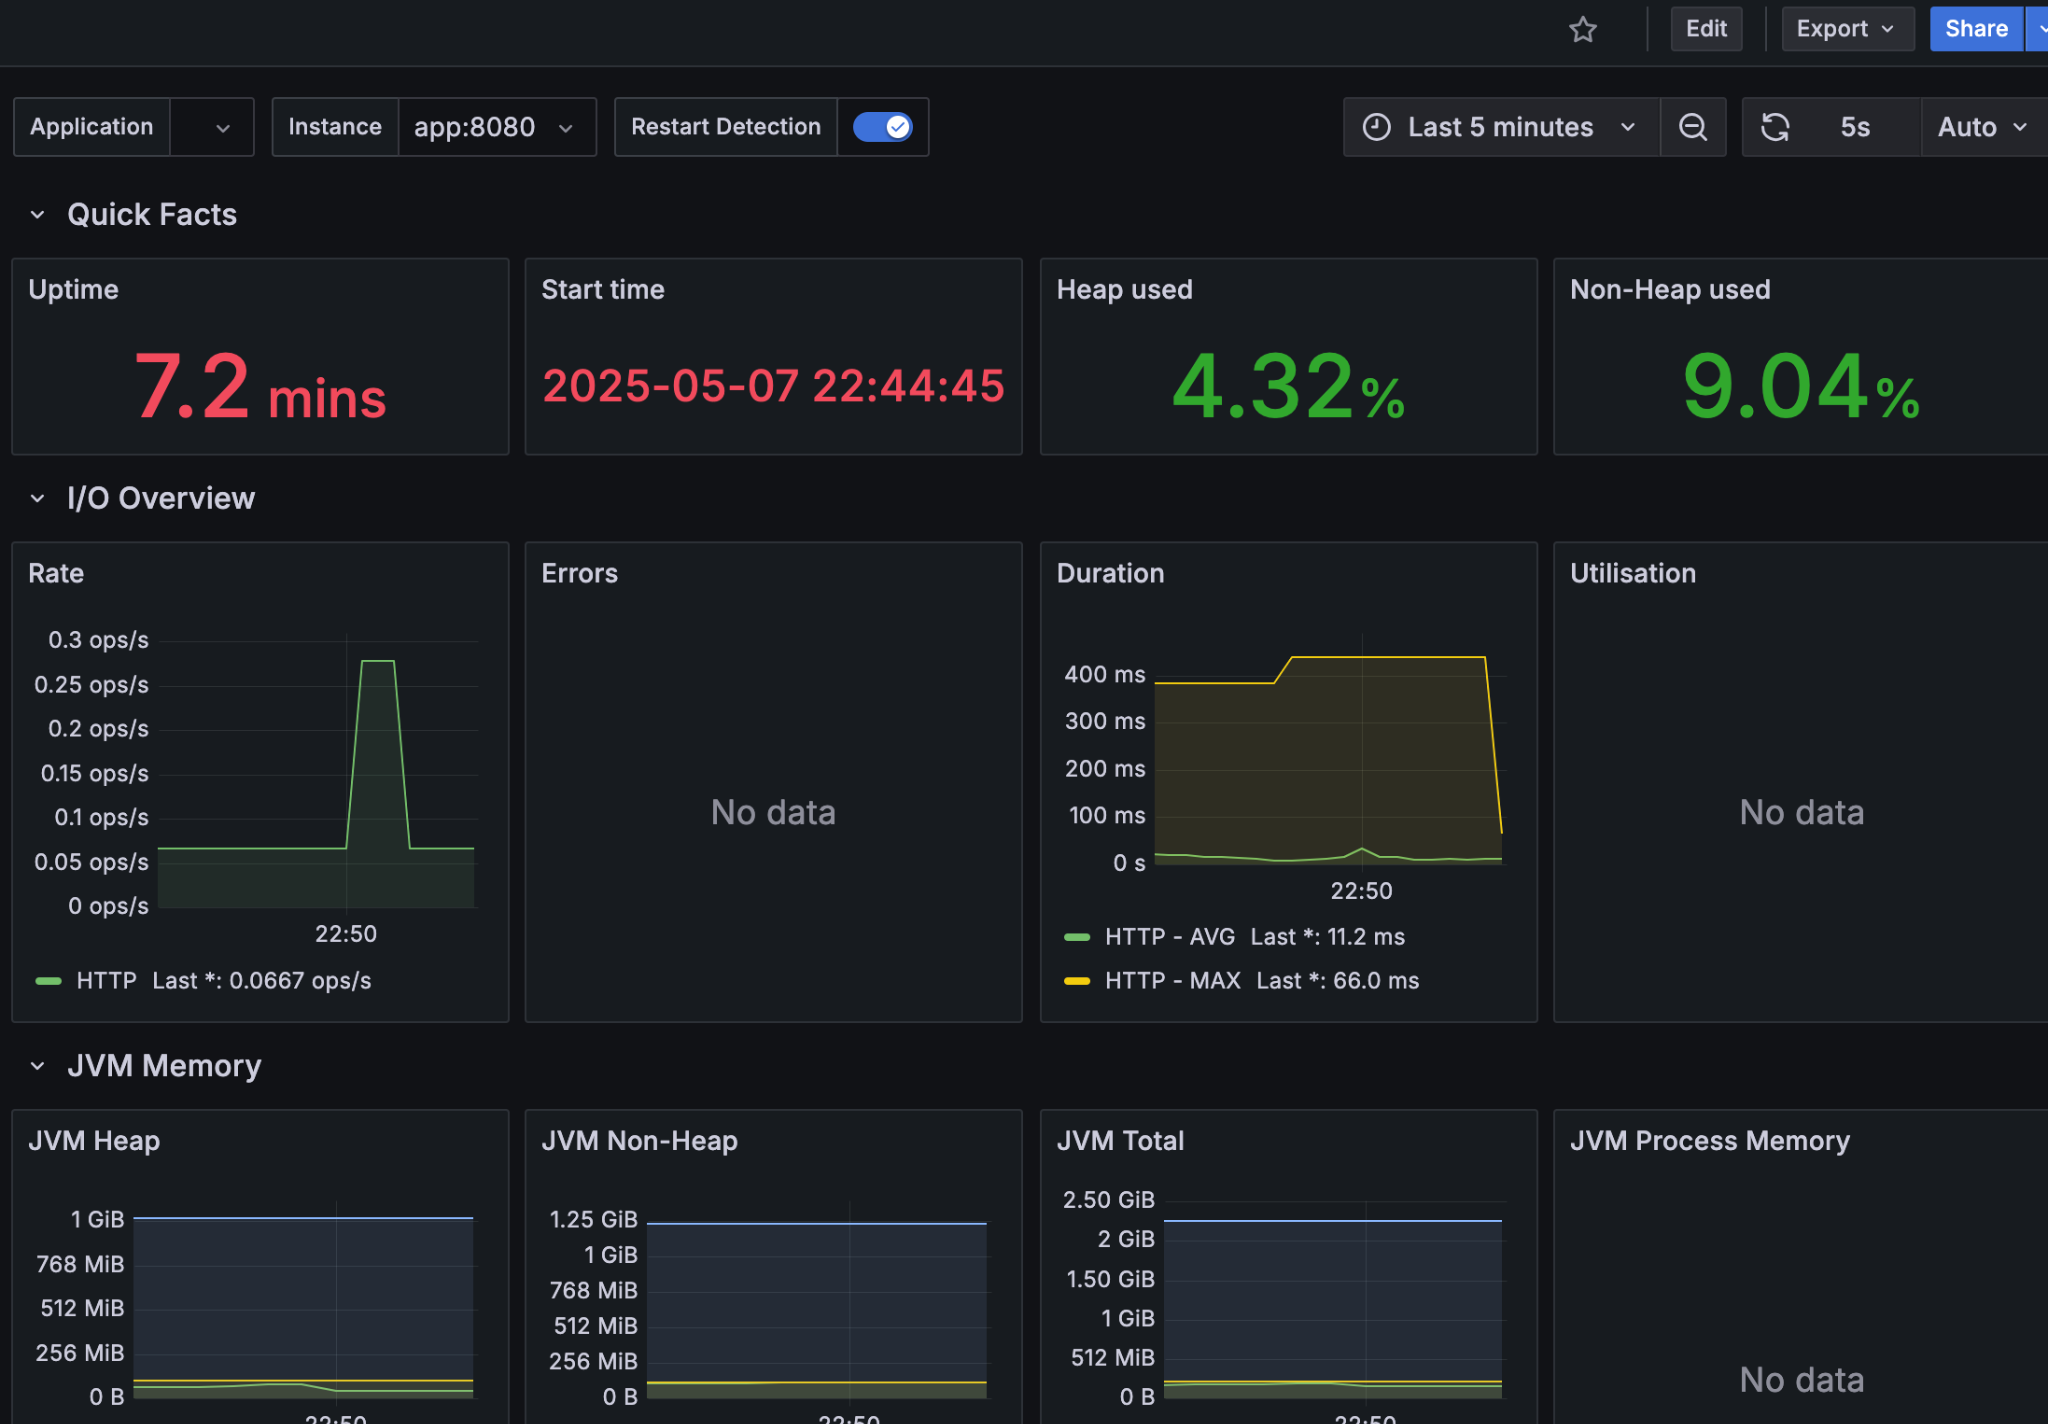 Edit
Export
Share
Application
Instance
app:8080
Restart Detection
Last 5 minutes
5s
Auto
Quick Facts
Uptime
7.2 mins
Start time
2025-05-07 22:44:45
Heap used
4.32%
Non-Heap used
9.04%
I/O Overview
Rate
0.3 ops/s
0.25 ops/s
0.2 ops/s
0.15 ops/s
0.1 ops/s
0.05 ops/s
0 ops/s
22:50
HTTP Last *: 0.0667 ops/s
Errors
No data
Duration
400 ms
300 ms
200 ms
100 ms
0 s
22:50
HTTP - AVG Last *: 11.2 ms
HTTP - MAX Last *: 66.0 ms
Utilisation
No data
JVM Memory
JVM Heap
1 GiB
768 MiB
512 MiB
256 MiB
0 B
22:50
JVM Non-Heap
1.25 GiB
1 GiB
768 MiB
512 MiB
256 MiB
0 B
22:50
JVM Total
2.50 GiB
2 GiB
1.50 GiB
1 GiB
512 MiB
0 B
22:50
JVM Process Memory
No data